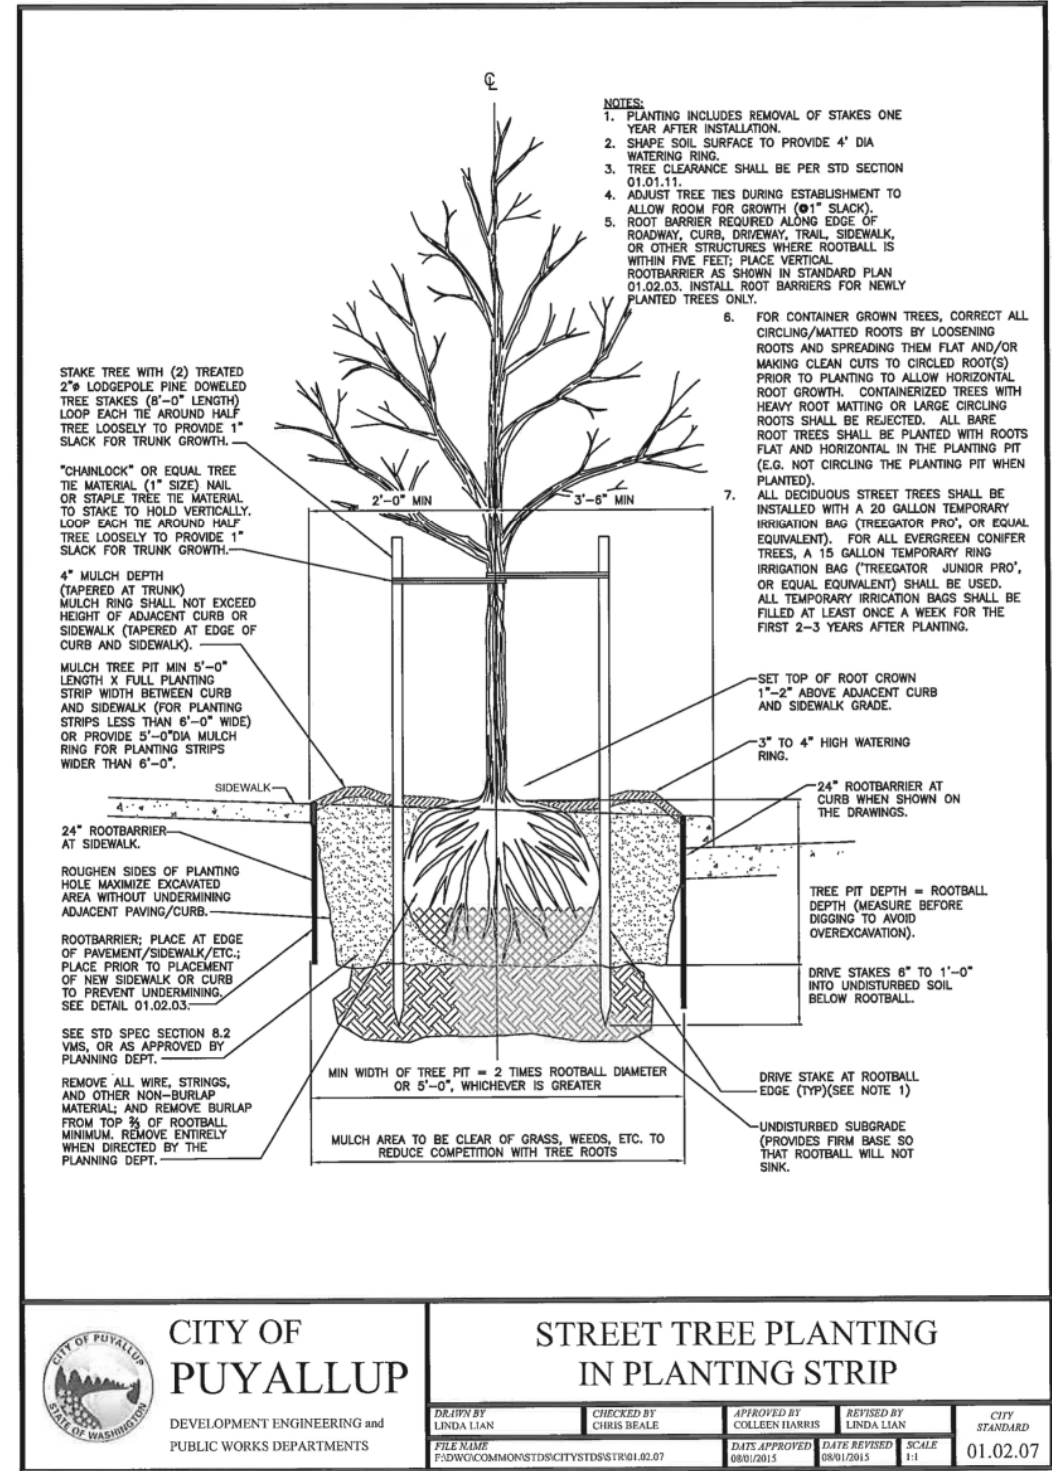 ℄
NOTES:
1. PLANTING INCLUDES REMOVAL OF STAKES ONE
YEAR AFTER INSTALLATION.
2. SHAPE SOIL SURFACE TO PROVIDE 4' DIA
WATERING RING.
3. TREE CLEARANCE SHALL BE PER STD SECTION
01.01.11.
4. ADJUST TREE TIES DURING ESTABLISHMENT TO
ALLOW ROOM FOR GROWTH (1" SLACK).
5. ROOT BARRIER REQUIRED ALONG EDGE OF
ROADWAY, CURB, DRIVEWAY, TRAIL, SIDEWALK,
OR OTHER STRUCTURES WHERE ROOTBALL IS
WITHIN FIVE FEET; PLACE VERTICAL
ROOTBARRIER AS SHOWN IN STANDARD PLAN
01.02.03. INSTALL ROOT BARRIERS FOR NEWLY
PLANTED TREES ONLY.
6. FOR CONTAINER GROWN TREES, CORRECT ALL
CIRCLING/MATTED ROOTS BY LOOSENING
ROOTS AND SPREADING THEM FLAT AND/OR
MAKING CLEAN CUTS TO CIRCLED ROOT(S)
PRIOR TO PLANTING TO ALLOW HORIZONTAL
ROOT GROWTH. CONTAINERIZED TREES WITH
HEAVY ROOT MATTING OR LARGE CIRCLING
ROOTS SHALL BE REJECTED. ALL BARE
ROOT TREES SHALL BE PLANTED WITH ROOTS
FLAT AND HORIZONTAL IN THE PLANTING PIT
(E.G. NOT CIRCLING THE PLANTING PIT WHEN
PLANTED).
7. ALL DECIDUOUS STREET TREES SHALL BE
INSTALLED WITH A 20 GALLON TEMPORARY
IRRIGATION BAG (TREEGATOR PRO', OR EQUAL
EQUIVALENT). FOR ALL EVERGREEN CONIFER
TREES, A 15 GALLON TEMPORARY RING
IRRIGATION BAG ('TREEGATOR JUNIOR PRO',
OR EQUAL EQUIVALENT) SHALL BE USED.
ALL TEMPORARY IRRICATION BAGS SHALL BE
FILLED AT LEAST ONCE A WEEK FOR THE
FIRST 2-3 YEARS AFTER PLANTING.
STAKE TREE WITH (2) TREATED
2"ø LODGEPOLE PINE DOWELED
TREE STAKES (8'-0" LENGTH)
LOOP EACH TIE AROUND HALF
TREE LOOSELY TO PROVIDE 1"
SLACK FOR TRUNK GROWTH.
"CHAINLOCK" OR EQUAL TREE
TIE MATERIAL (1" SIZE) NAIL
OR STAPLE TREE TIE MATERIAL
TO STAKE TO HOLD VERTICALLY.
LOOP EACH TIE AROUND HALF
TREE LOOSELY TO PROVIDE 1"
SLACK FOR TRUNK GROWTH.
2'-0" MIN
3'-6" MIN
4" MULCH DEPTH
(TAPERED AT TRUNK)
MULCH RING SHALL NOT EXCEED
HEIGHT OF ADJACENT CURB OR
SIDEWALK (TAPERED AT EDGE OF
CURB AND SIDEWALK).
MULCH TREE PIT MIN 5'-0"
LENGTH X FULL PLANTING
STRIP WIDTH BETWEEN CURB
AND SIDEWALK (FOR PLANTING
STRIPS LESS THAN 6'-0" WIDE)
OR PROVIDE 5'-0"DIA MULCH
RING FOR PLANTING STRIPS
WIDER THAN 6'-0".
SIDEWALK
24" ROOTBARRIER
AT SIDEWALK.
ROUGHEN SIDES OF PLANTING
HOLE MAXIMIZE EXCAVATED
AREA WITHOUT UNDERMINING
ADJACENT PAVING/CURB.
ROOTBARRIER; PLACE AT EDGE
OF PAVEMENT/SIDEWALK/ETC.;
PLACE PRIOR TO PLACEMENT
OF NEW SIDEWALK OR CURB
TO PREVENT UNDERMINING.
SEE DETAIL 01.02.03.
SEE STD SPEC SECTION 8.2
VMS, OR AS APPROVED BY
PLANNING DEPT.
REMOVE ALL WIRE, STRINGS,
AND OTHER NON-BURLAP
MATERIAL; AND REMOVE BURLAP
FROM TOP ⅔ OF ROOTBALL
MINIMUM. REMOVE ENTIRELY
WHEN DIRECTED BY THE
PLANNING DEPT.
SET TOP OF ROOT CROWN
1"-2" ABOVE ADJACENT CURB
AND SIDEWALK GRADE.
3" TO 4" HIGH WATERING
RING.
24" ROOTBARRIER AT
CURB WHEN SHOWN ON
THE DRAWINGS.
TREE PIT DEPTH = ROOTBALL
DEPTH (MEASURE BEFORE
DIGGING TO AVOID
OVEREXCAVATION).
DRIVE STAKES 6" TO 1'-0"
INTO UNDISTURBED SOIL
BELOW ROOTBALL.
DRIVE STAKE AT ROOTBALL
EDGE (TYP)(SEE NOTE 1)
UNDISTURBED SUBGRADE
(PROVIDES FIRM BASE SO
THAT ROOTBALL WILL NOT
SINK.
MIN WIDTH OF TREE PIT = 2 TIMES ROOTBALL DIAMETER
OR 5'-0", WHICHEVER IS GREATER
MULCH AREA TO BE CLEAR OF GRASS, WEEDS, ETC. TO
REDUCE COMPETITION WITH TREE ROOTS
CITY OF PUYALLUP
STATE OF WASHINGTON
CITY OF
PUYALLUP
DEVELOPMENT ENGINEERING and
PUBLIC WORKS DEPARTMENTS
STREET TREE PLANTING
IN PLANTING STRIP
DRAWN BY
LINDA LIAN
CHECKED BY
CHRIS BEALE
APPROVED BY
COLLEEN HARRIS
REVISED BY
LINDA LIAN
CITY
STANDARD
01.02.07
FILE NAME
F:\DWG\COMMON\STDS\CITYSTDS\STR\01.02.07
DATE APPROVED
08/01/2015
DATE REVISED
08/01/2015
SCALE
1:1